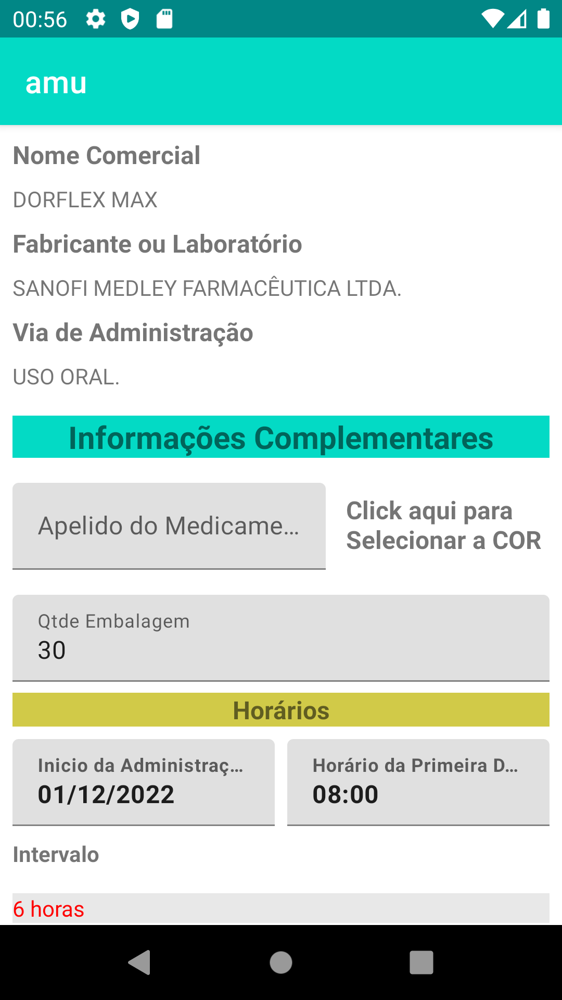 00:56
amu
Nome Comercial
DORFLEX MAX
Fabricante ou Laboratório
SANOFI MEDLEY FARMACÊUTICA LTDA.
Via de Administração
USO ORAL.
Informações Complementares
Apelido do Medicame...
Click aqui para
Selecionar a COR
Qtde Embalagem
30
Horários
Inicio da Administraç...
01/12/2022
Horário da Primeira D...
08:00
Intervalo
6 horas